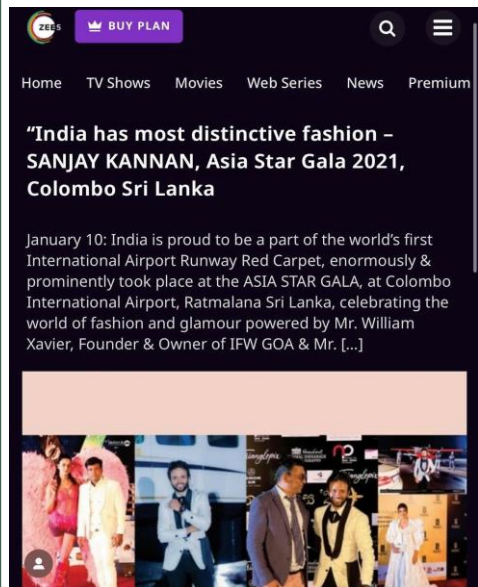 ZEE5
BUY PLAN
Home TV Shows Movies Web Series News Premium
“India has most distinctive fashion –
SANJAY KANNAN, Asia Star Gala 2021,
Colombo Sri Lanka
January 10: India is proud to be a part of the world’s first
International Airport Runway Red Carpet, enormously &
prominently took place at the ASIA STAR GALA, at Colombo
International Airport, Ratmalana Sri Lanka, celebrating the
world of fashion and glamour powered by Mr. William
Xavier, Founder & Owner of IFW GOA & Mr. [...]